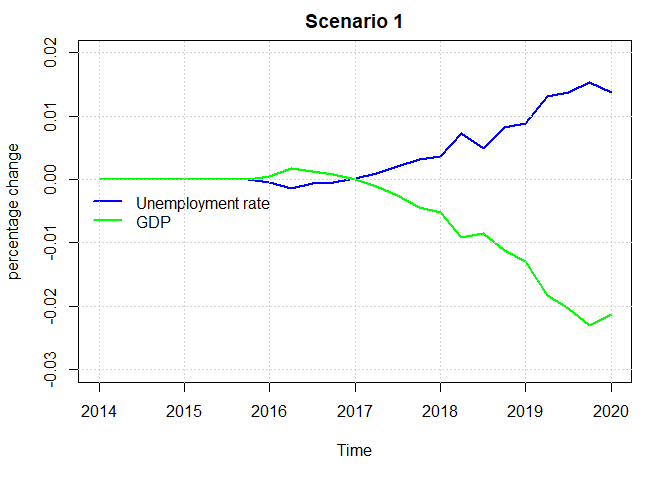 Scenario 1
percentage change
0.02
0.01
0.00
-0.01
-0.02
-0.03
Unemployment rate
GDP
2014 2015 2016 2017 2018 2019 2020
Time